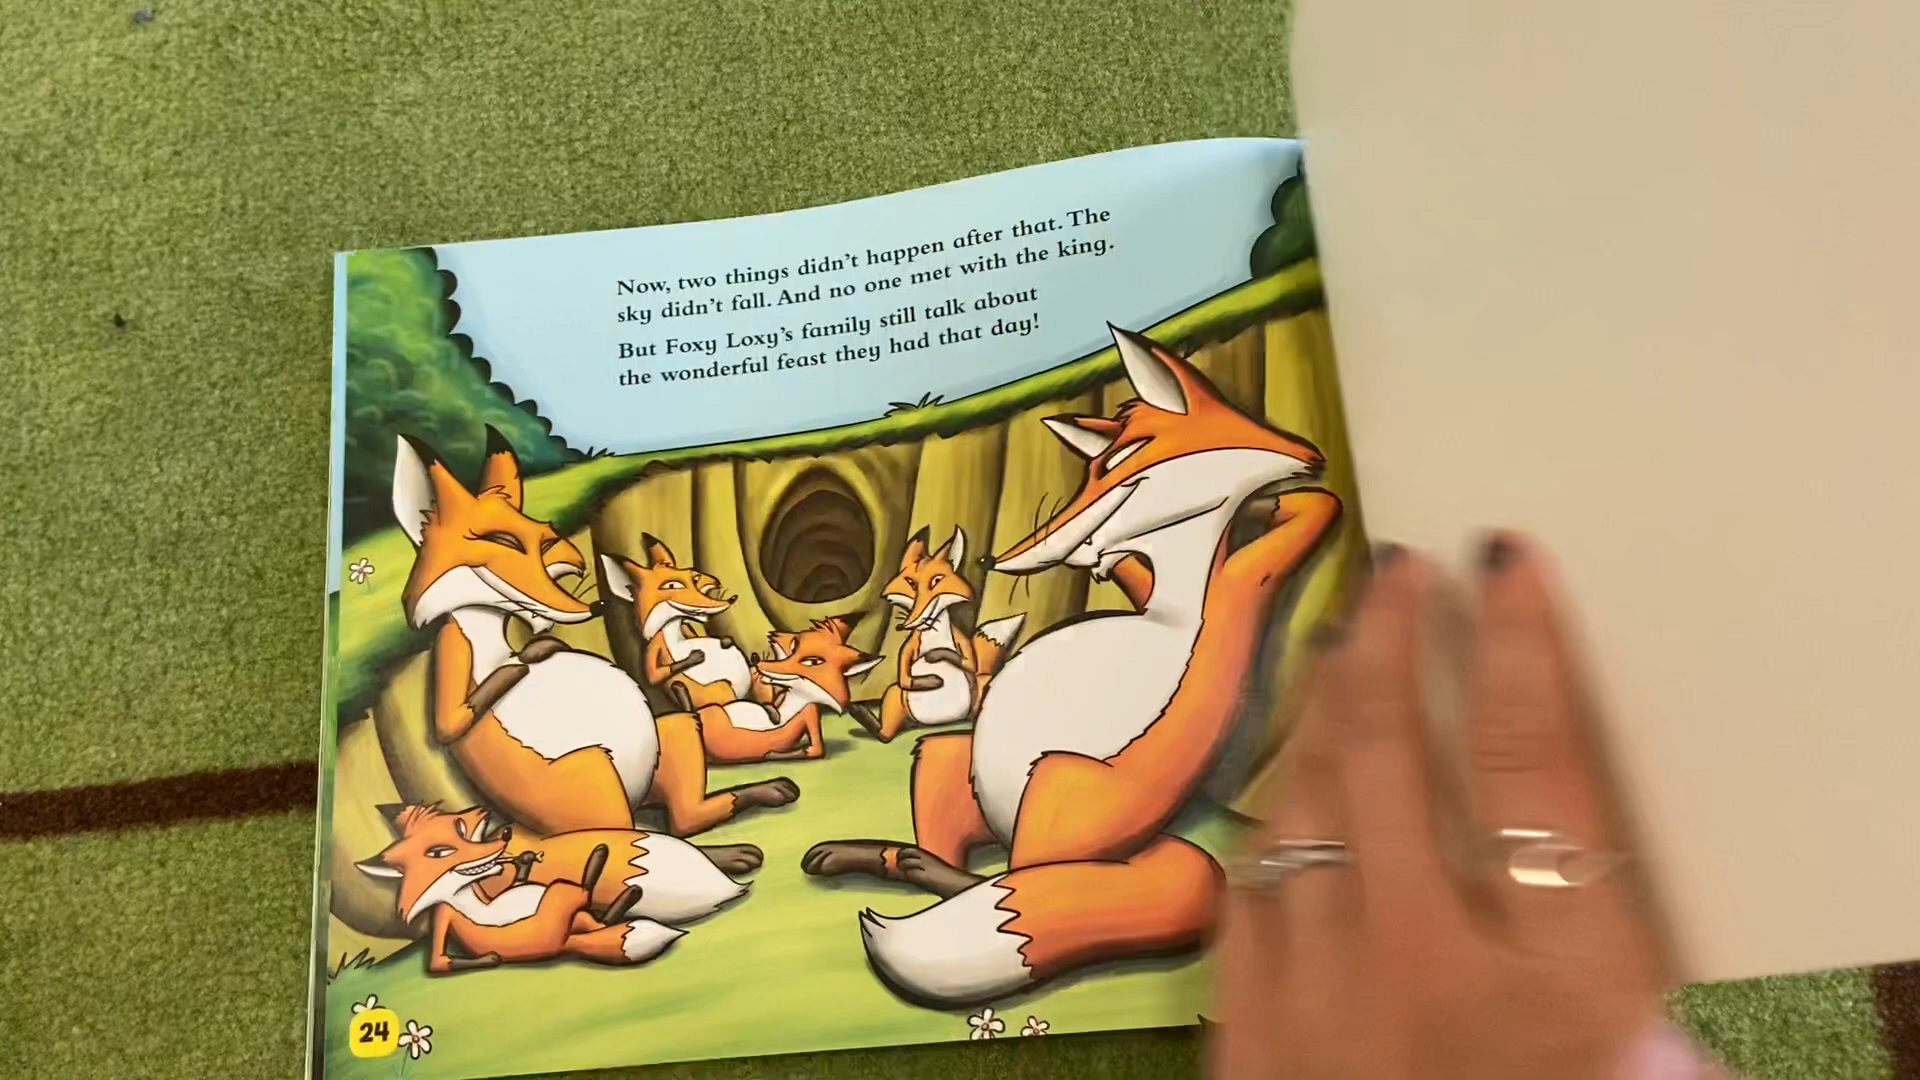 Now, two things didn't happen after that. The
sky didn't fall. And no one met with the king.
But Foxy Loxy's family still talk about
the wonderful feast they had that day!
24